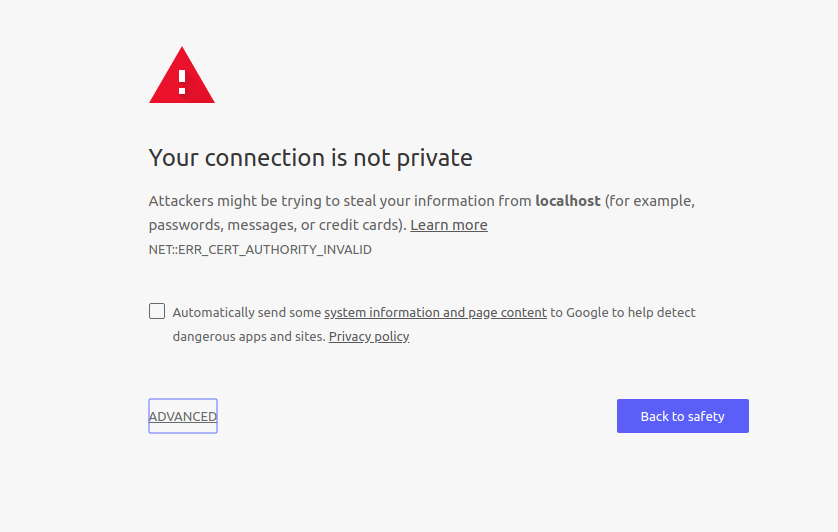 Your connection is not private
Attackers might be trying to steal your information from localhost (for example,
passwords, messages, or credit cards). Learn more
NET::ERR_CERT_AUTHORITY_INVALID
Automatically send some system information and page content to Google to help detect
dangerous apps and sites. Privacy policy
ADVANCED
Back to safety